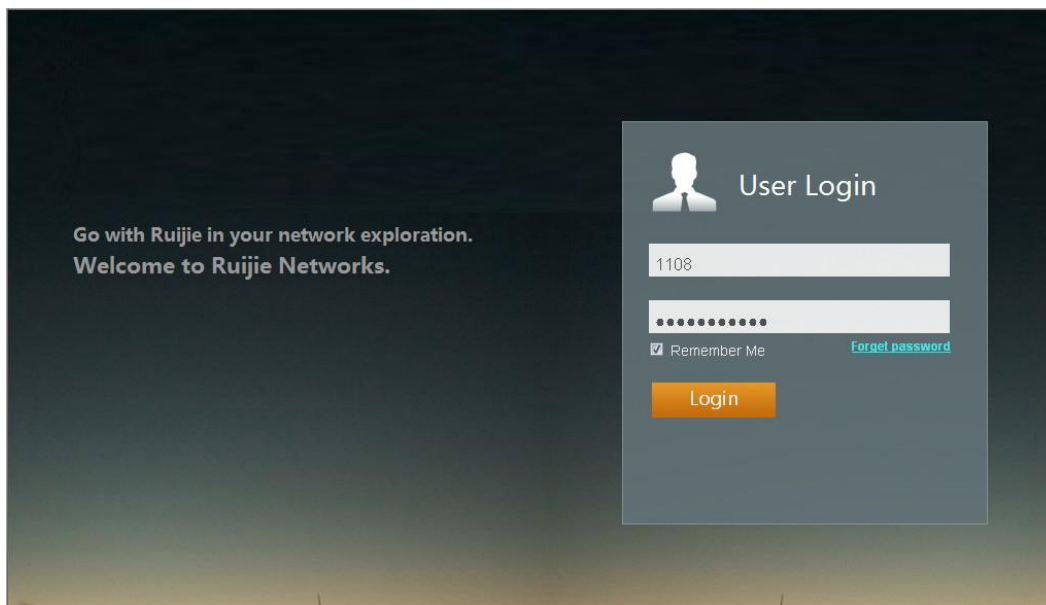 Go with Ruijie in your network exploration.
Welcome to Ruijie Networks.
User Login
1108
●●●●●●●●●●●
Remember Me
Forget password
Login